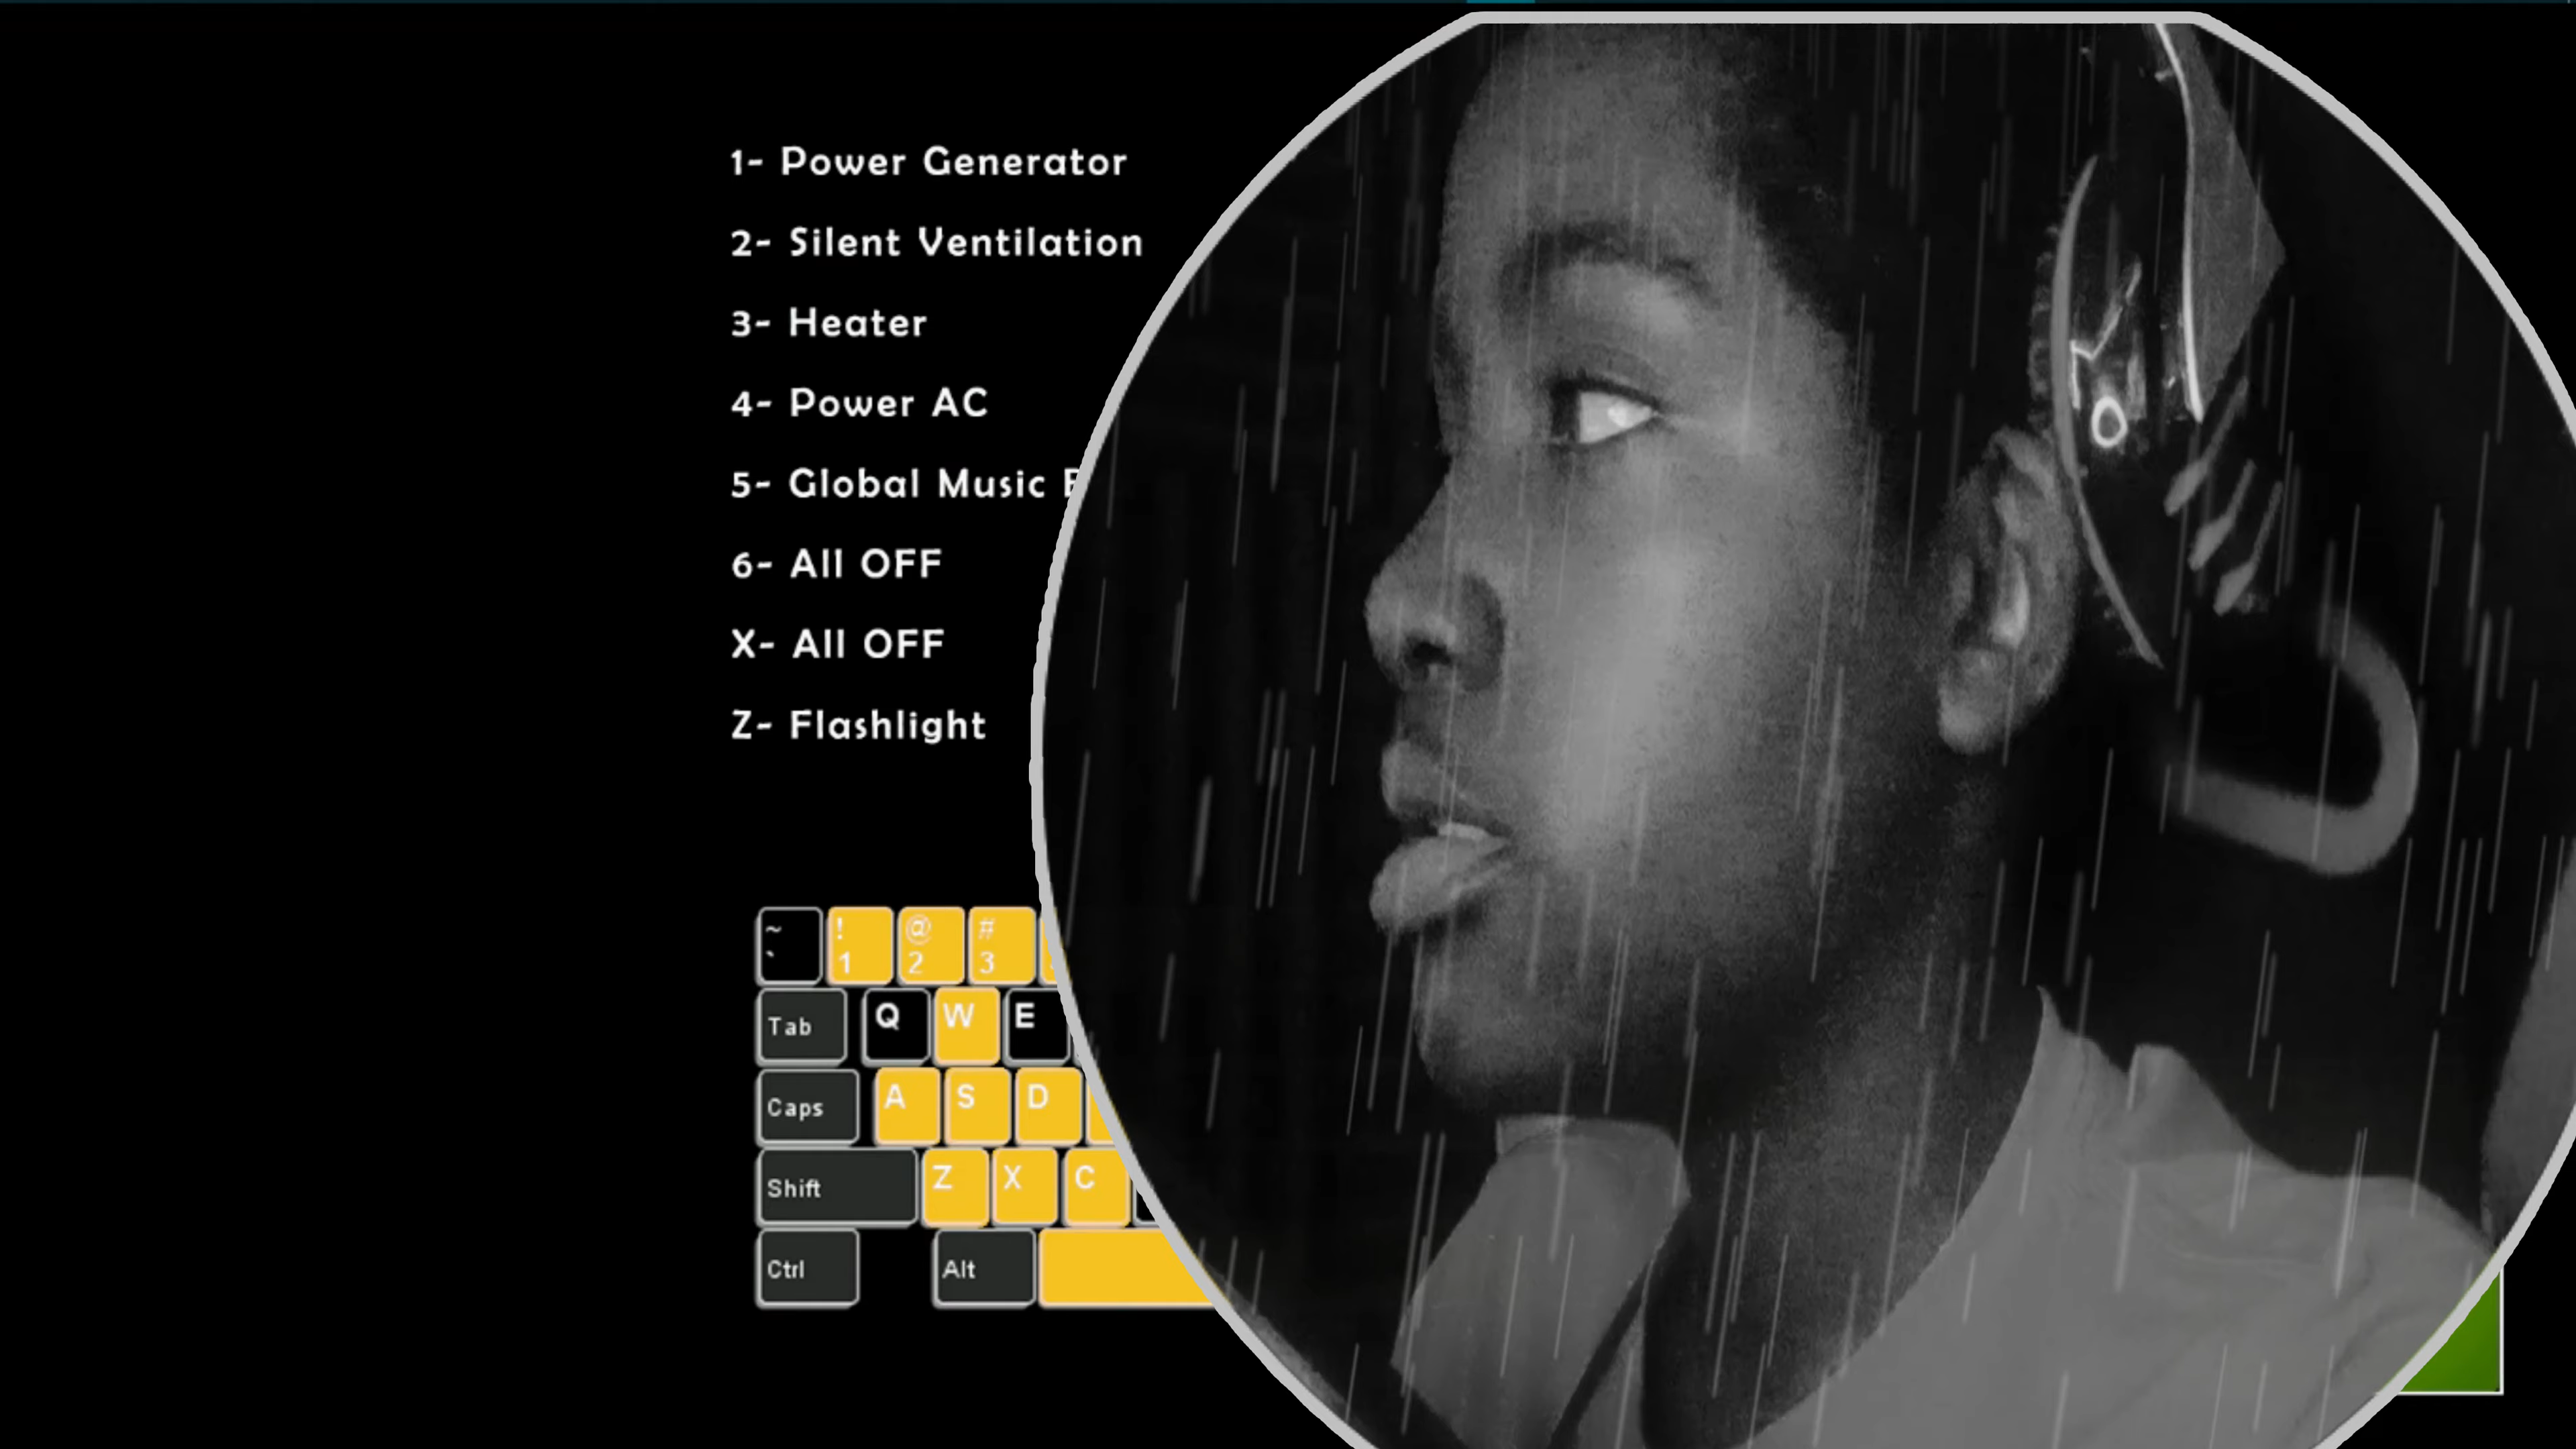 1- Power Generator
2- Silent Ventilation
3- Heater
4- Power AC
5- Global Music
6- All OFF
X- All OFF
Z- Flashlight
~ ! @ #
` 1 2 3
Tab Q W E
Caps A S D
Shift Z X C
Ctrl Alt